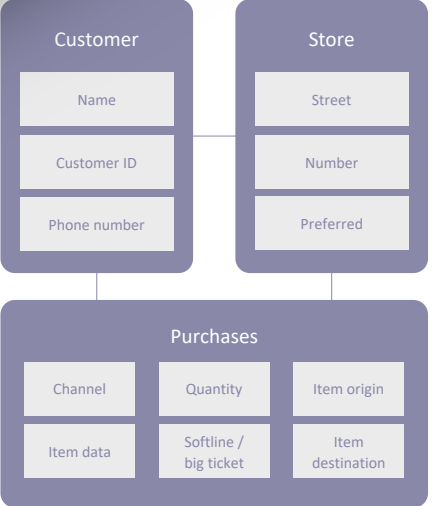 Customer
Name
Customer ID
Phone number
Store
Street
Number
Preferred
Purchases
Channel
Quantity
Item origin
Item data
Softline /
big ticket
Item
destination